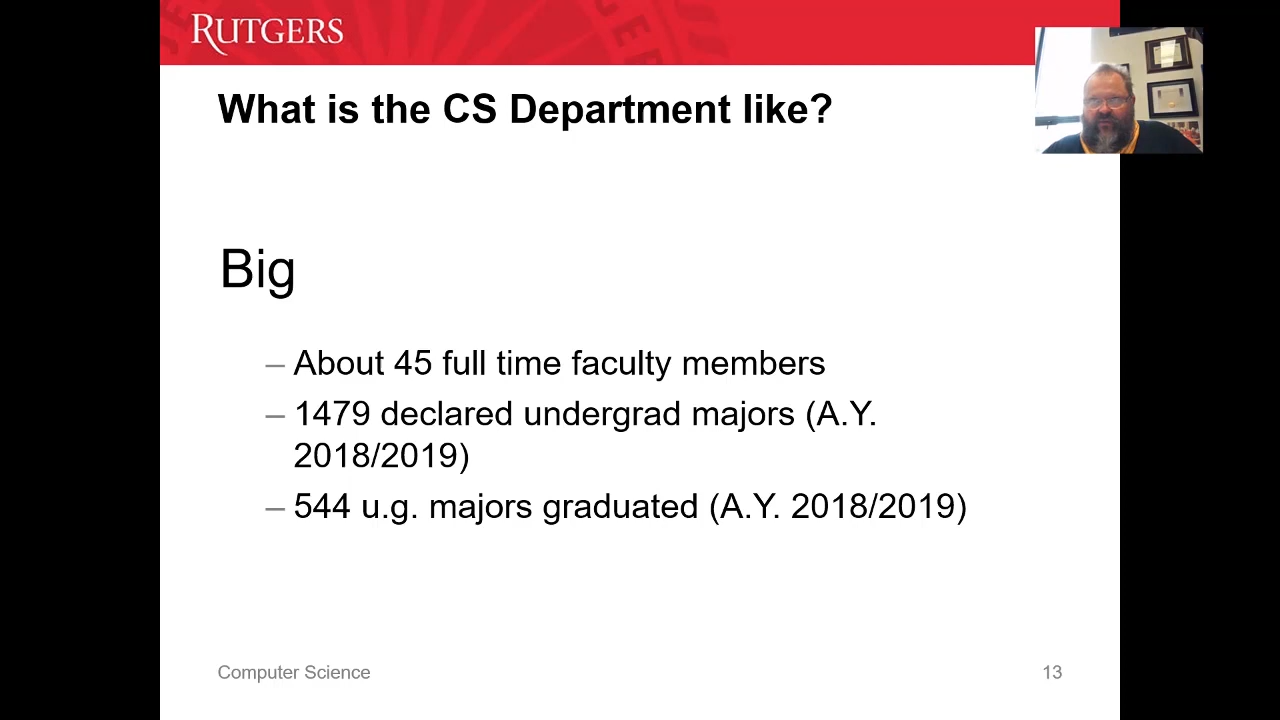 RUTGERS
What is the CS Department like?
Big
– About 45 full time faculty members
– 1479 declared undergrad majors (A.Y.
2018/2019)
– 544 u.g. majors graduated (A.Y. 2018/2019)
Computer Science
13